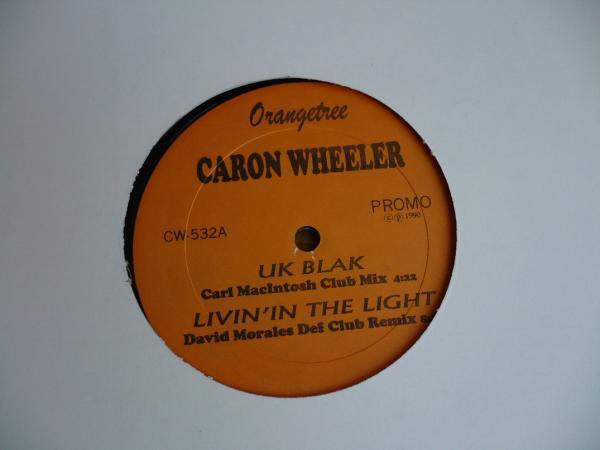 Orangetree
CARON WHEELER
PROMO
©℗ 1990
CW-532A
UK BLAK
Carl MacIntosh Club Mix 4:22
LIVIN'IN THE LIGHT
David Morales Def Club Remix